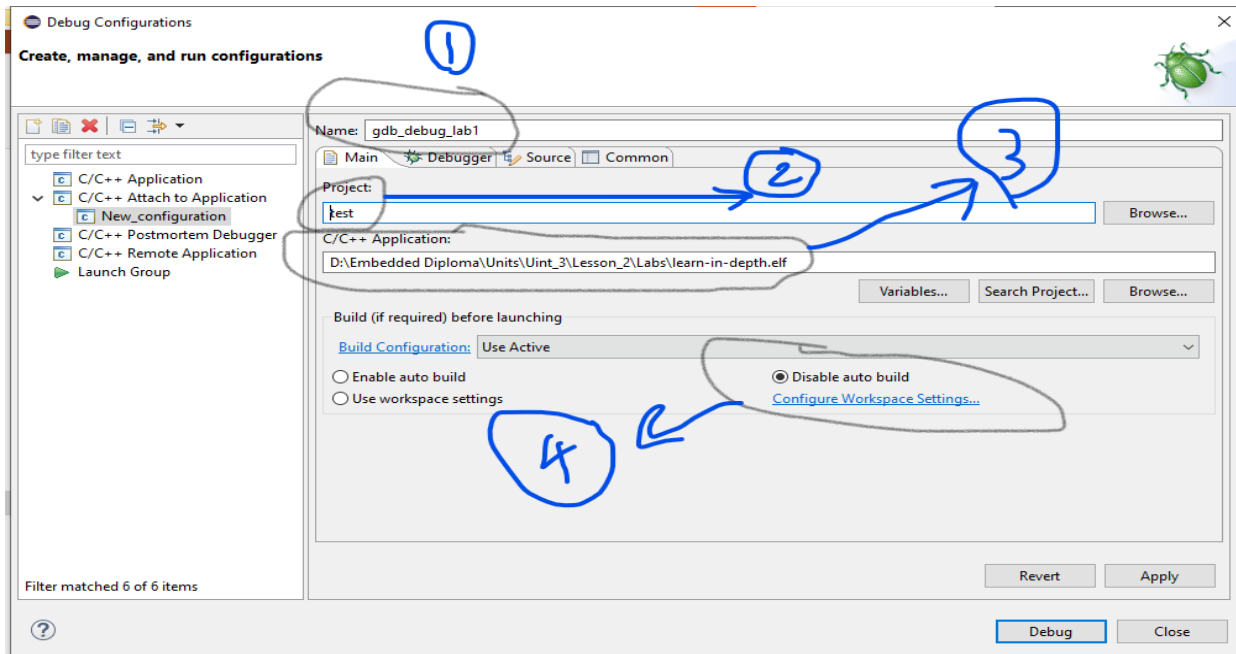 Debug Configurations
Create, manage, and run configurations
1
Name: gdb_debug_lab1
type filter text
Main Debugger Source Common
C/C++ Application
C/C++ Attach to Application
New_configuration
C/C++ Postmortem Debugger
C/C++ Remote Application
Launch Group
Project:
2
3
test Browse...
C/C++ Application:
D:\Embedded Diploma\Units\Uint_3\Lesson_2\Labs\learn-in-depth.elf
Variables... Search Project... Browse...
Build (if required) before launching
Build Configuration: Use Active
Enable auto build Disable auto build
Use workspace settings Configure Workspace Settings...
4
Filter matched 6 of 6 items
Revert Apply
? Debug Close